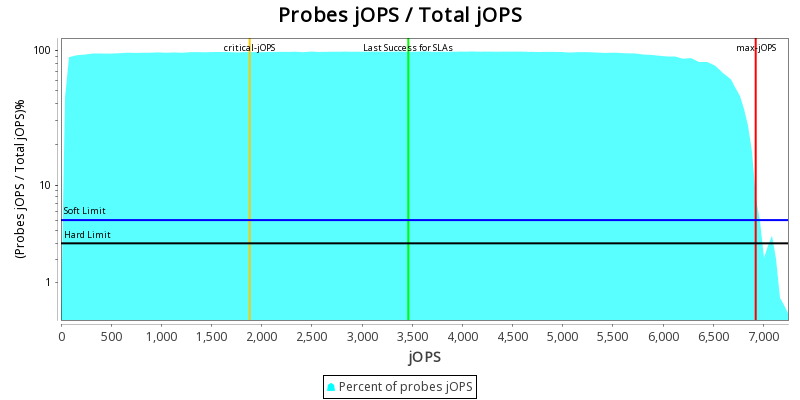 Probes jOPS / Total jOPS
(Probes jOPS / Total jOPS)%
100
10
1
critical-jOPS
Last Success for SLAs
max-jOPS
Soft Limit
Hard Limit
0 500 1,000 1,500 2,000 2,500 3,000 3,500 4,000 4,500 5,000 5,500 6,000 6,500 7,000
jOPS
Percent of probes jOPS